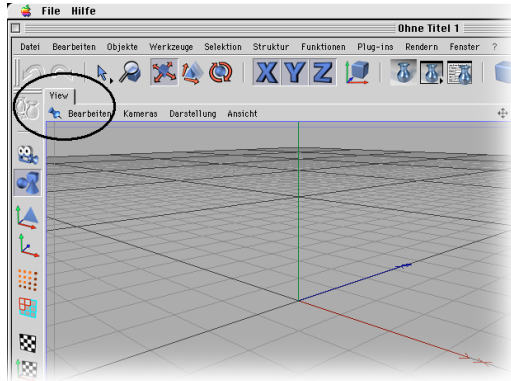 File Hilfe
Ohne Titel 1
Datei Bearbeiten Objekte Werkzeuge Selektion Struktur Funktionen Plug-ins Rendern Fenster ?
X Y Z
View
Bearbeiten Kameras Darstellung Ansicht